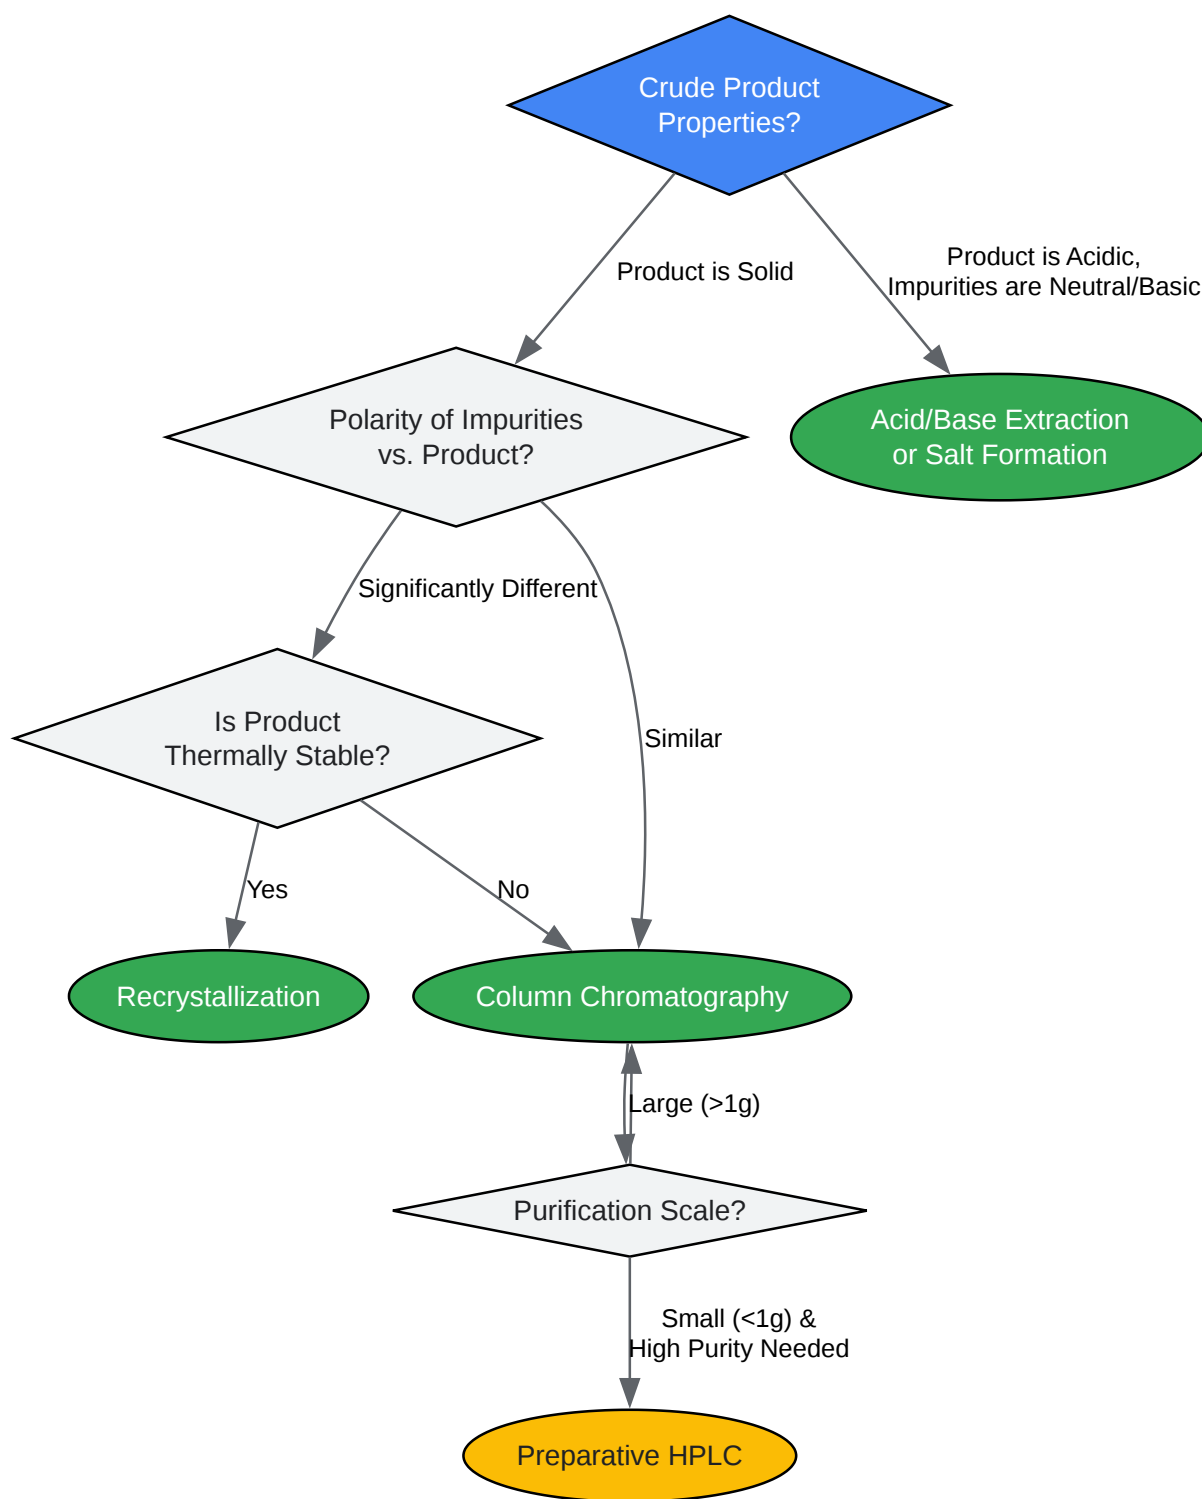 Crude Product
Properties?
Product is Solid
Product is Acidic,
Impurities are Neutral/Basic
Polarity of Impurities
vs. Product?
Acid/Base Extraction
or Salt Formation
Significantly Different
Similar
Is Product
Thermally Stable?
Yes
No
Recrystallization
Column Chromatography
Large (>1g)
Purification Scale?
Small (<1g) &
High Purity Needed
Preparative HPLC